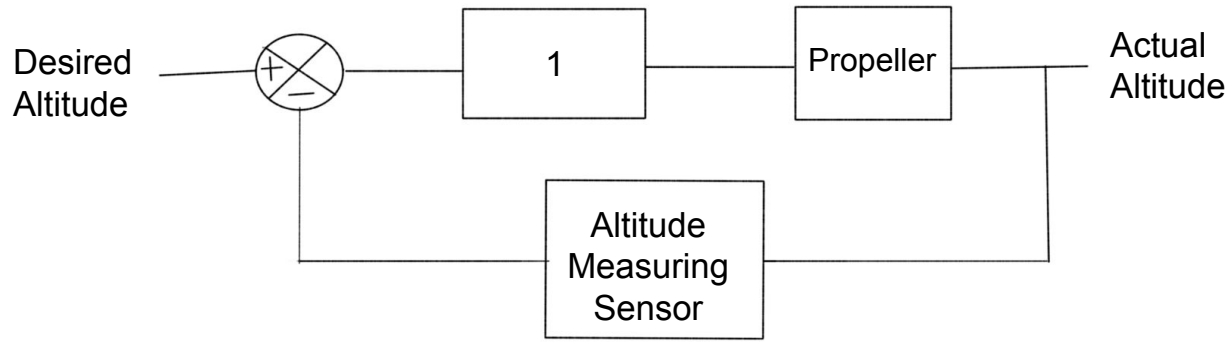 Desired
Altitude
+
−
1
Propeller
Actual
Altitude
Altitude
Measuring
Sensor